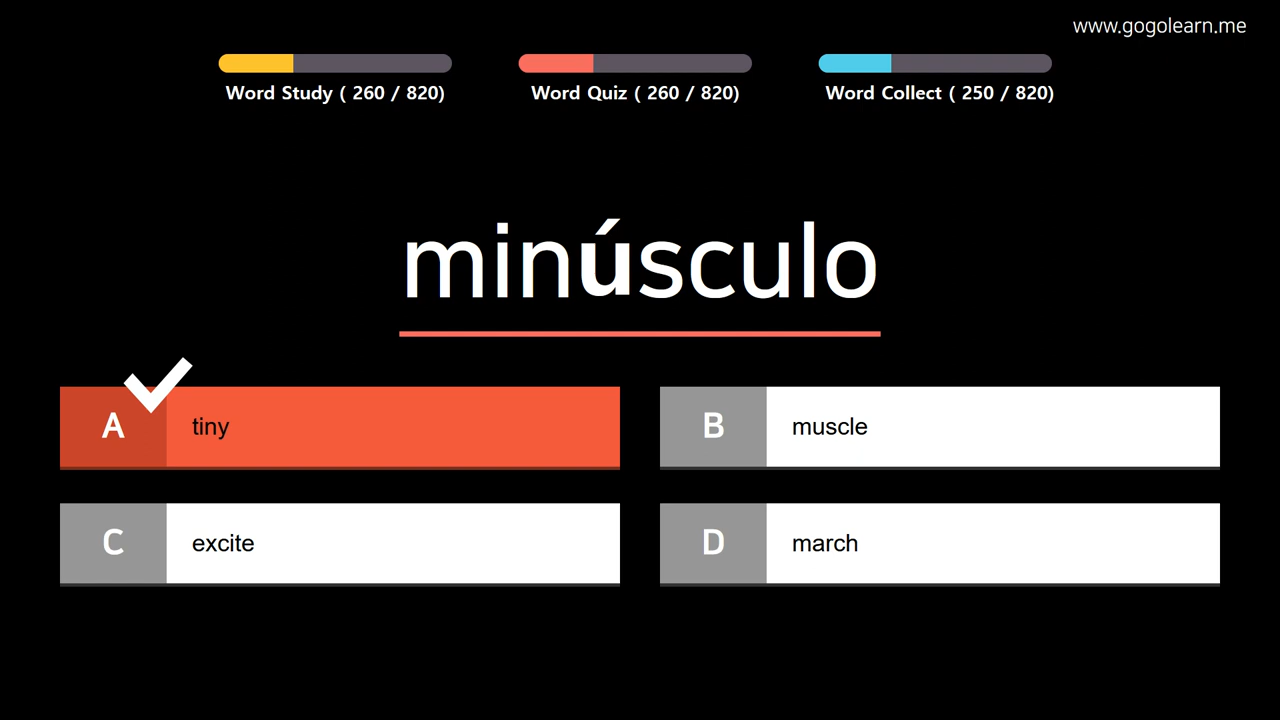 www.gogolearn.me
Word Study ( 260 / 820)
Word Quiz ( 260 / 820)
Word Collect ( 250 / 820)
minúsculo
A tiny
B muscle
C excite
D march